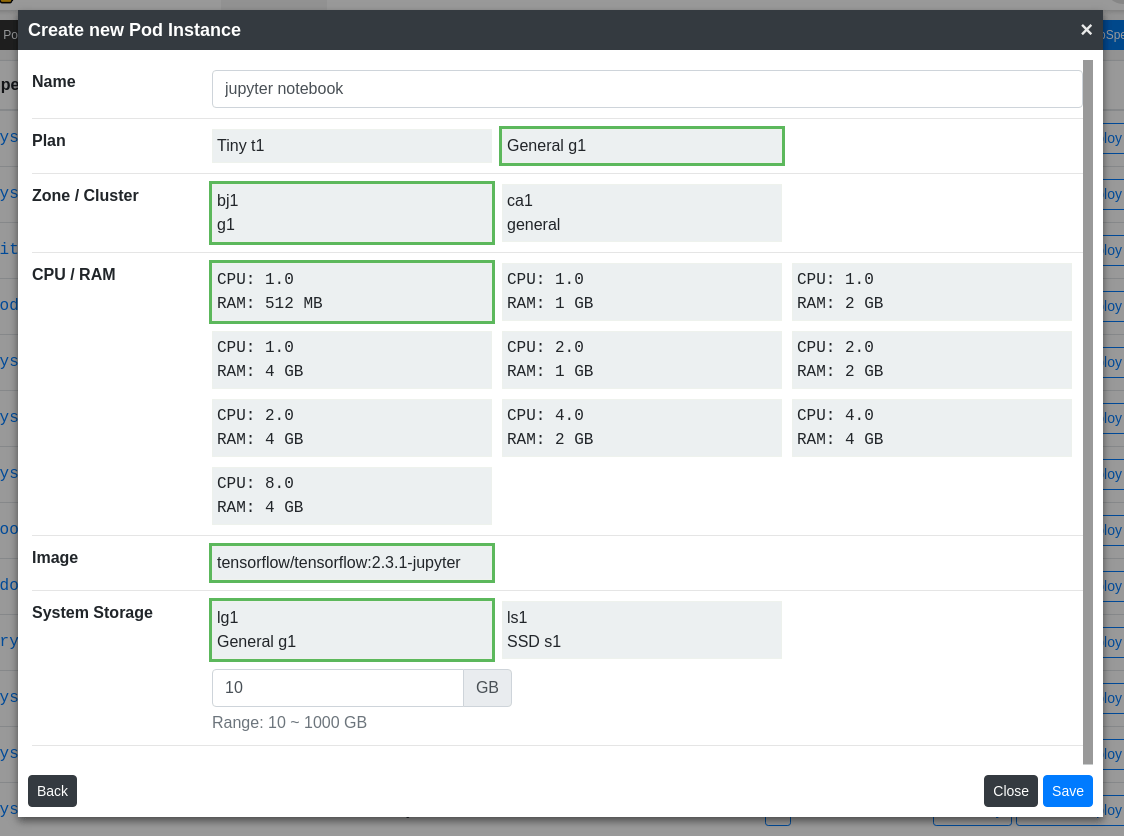 Create new Pod Instance ×
Name
jupyter notebook
Plan
Tiny t1
General g1
Zone / Cluster
bj1
g1
ca1
general
CPU / RAM
CPU: 1.0
RAM: 512 MB
CPU: 1.0
RAM: 1 GB
CPU: 1.0
RAM: 2 GB
CPU: 1.0
RAM: 4 GB
CPU: 2.0
RAM: 1 GB
CPU: 2.0
RAM: 2 GB
CPU: 2.0
RAM: 4 GB
CPU: 4.0
RAM: 2 GB
CPU: 4.0
RAM: 4 GB
CPU: 8.0
RAM: 4 GB
Image
tensorflow/tensorflow:2.3.1-jupyter
System Storage
lg1
General g1
ls1
SSD s1
10 GB
Range: 10 ~ 1000 GB
Back
Close
Save